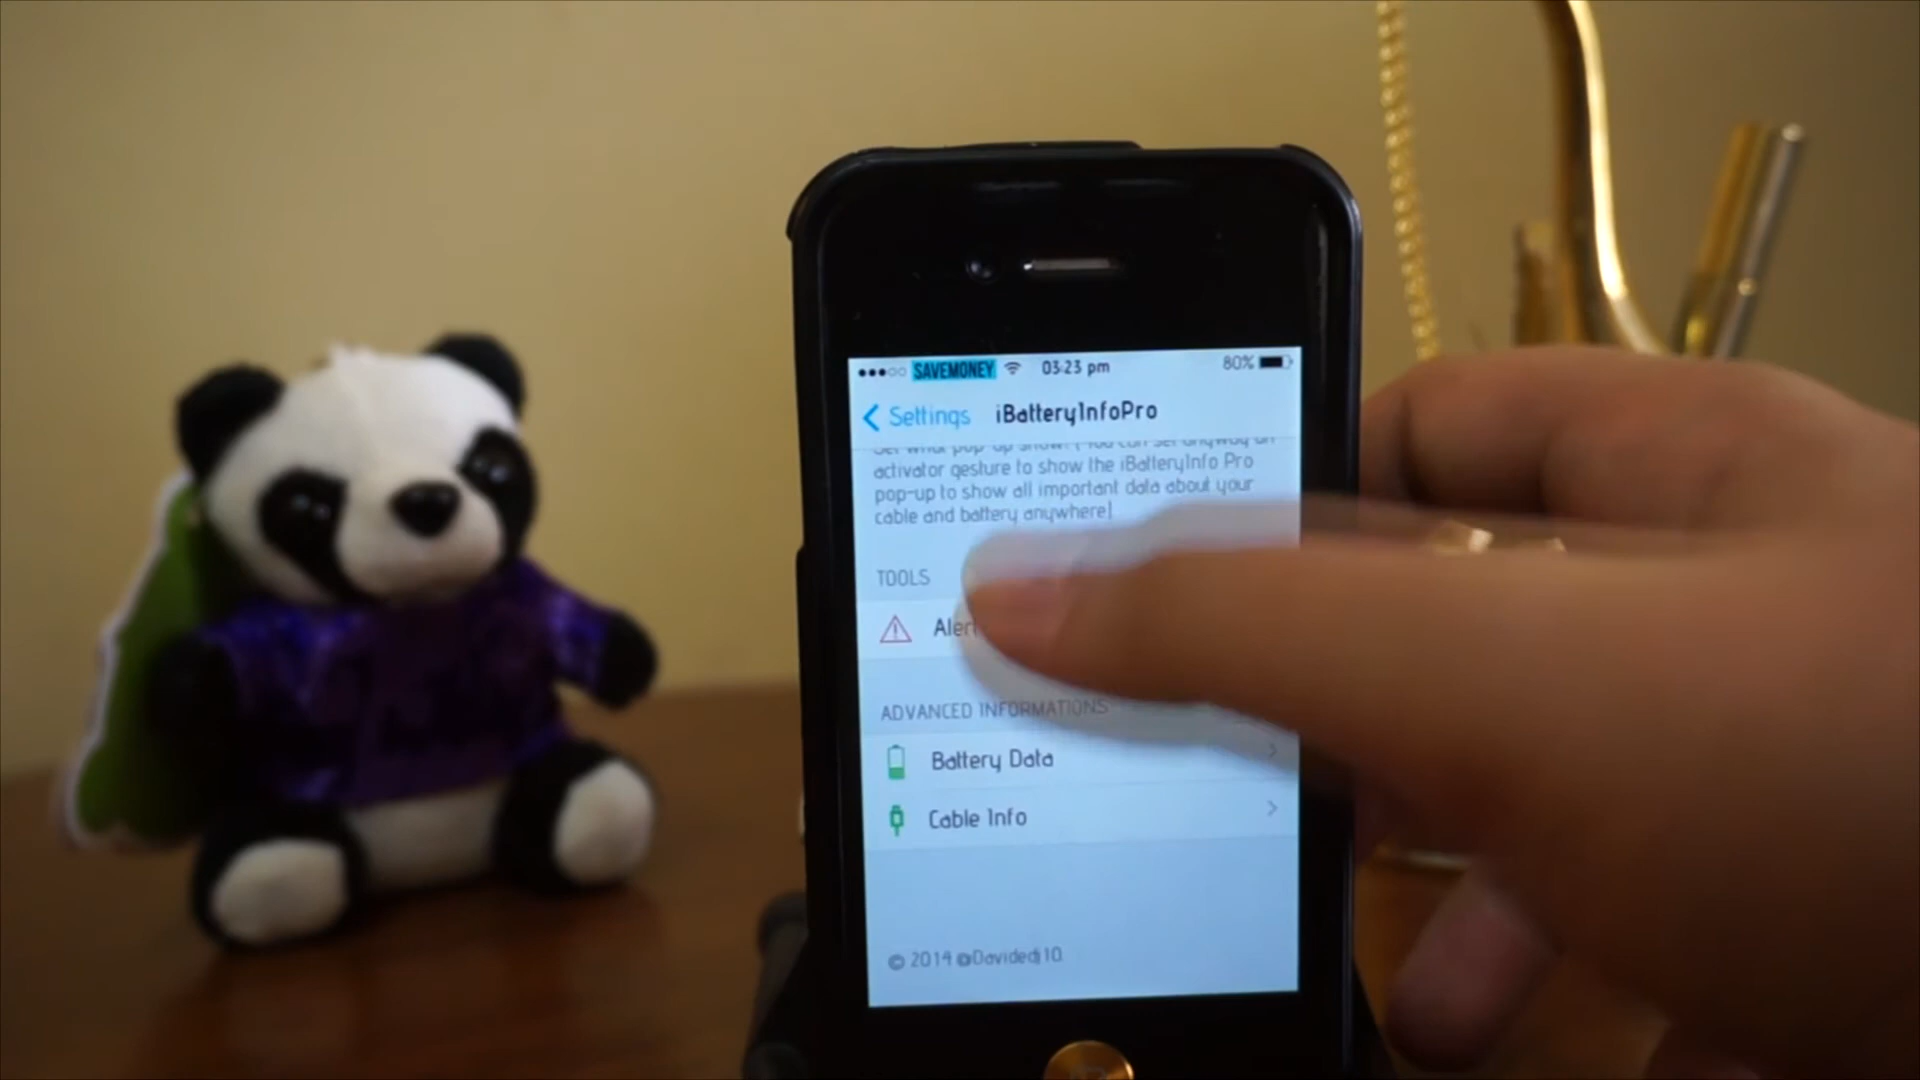 SAVEMONEY 03:23 pm 80%
Settings iBatteryInfoPro
activator gesture to show the iBatteryInfo Pro
pop-up to show all important data about your
cable and battery anywhere)
TOOLS
ADVANCED INFORMATIONS
Battery Data
Cable Info
© 2014 @Davidedj10